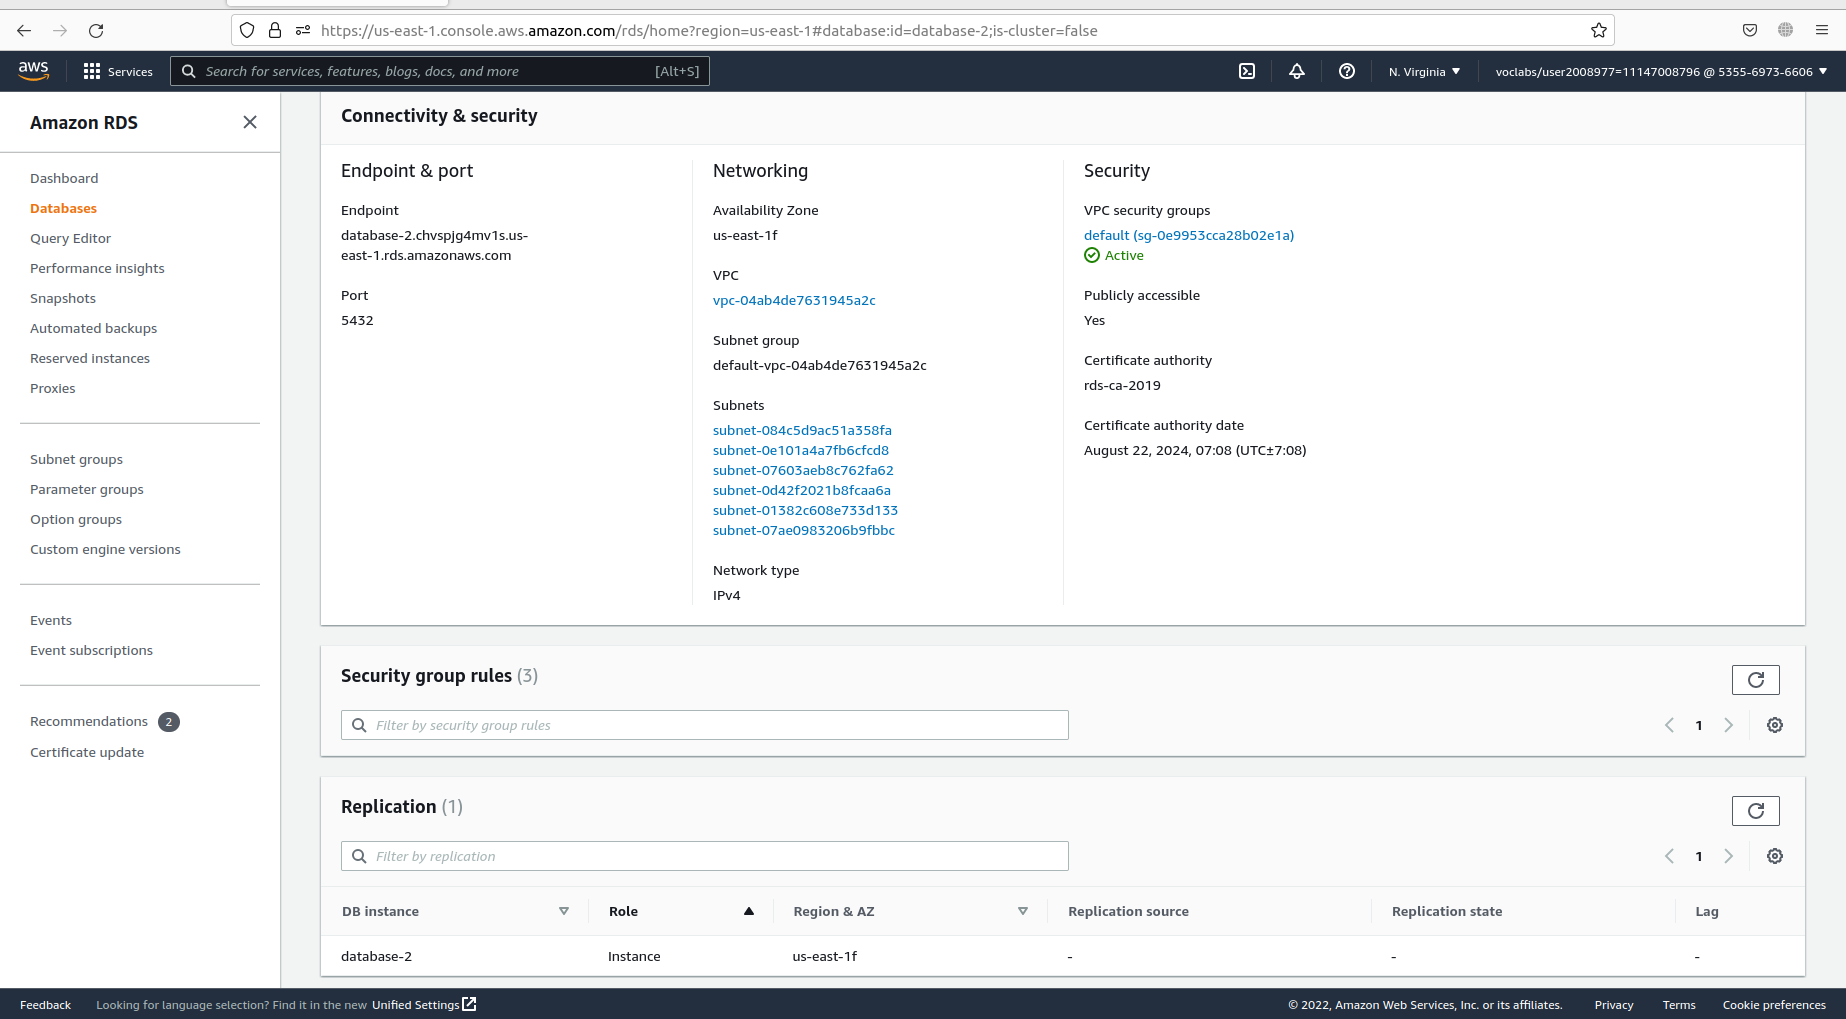 https://us-east-1.console.aws.amazon.com/rds/home?region=us-east-1#database:id=database-2;is-cluster=false
aws
Services
Search for services, features, blogs, docs, and more
[Alt+S]
N. Virginia
voclabs/user2008977=11147008796 @ 5355-6973-6606
Amazon RDS
Dashboard
Databases
Query Editor
Performance insights
Snapshots
Automated backups
Reserved instances
Proxies
Subnet groups
Parameter groups
Option groups
Custom engine versions
Events
Event subscriptions
Recommendations 2
Certificate update
Connectivity & security
Endpoint & port
Endpoint
database-2.chvspjg4mv1s.us-
east-1.rds.amazonaws.com
Port
5432
Networking
Availability Zone
us-east-1f
VPC
vpc-04ab4de7631945a2c
Subnet group
default-vpc-04ab4de7631945a2c
Subnets
subnet-084c5d9ac51a358fa
subnet-0e101a4a7fb6cfcd8
subnet-07603aeb8c762fa62
subnet-0d42f2021b8fcaa6a
subnet-01382c608e733d133
subnet-07ae0983206b9fbbc
Network type
IPv4
Security
VPC security groups
default (sg-0e9953cca28b02e1a)
Active
Publicly accessible
Yes
Certificate authority
rds-ca-2019
Certificate authority date
August 22, 2024, 07:08 (UTC±7:08)
Security group rules (3)
Filter by security group rules
1
Replication (1)
Filter by replication
1
DB instance Role Region & AZ Replication source Replication state Lag
database-2 Instance us-east-1f - - -
Feedback Looking for language selection? Find it in the new Unified Settings
© 2022, Amazon Web Services, Inc. or its affiliates. Privacy Terms Cookie preferences